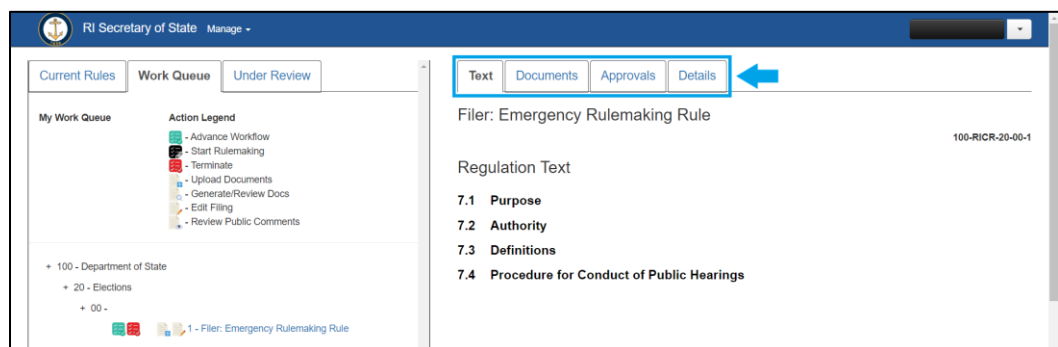 RI Secretary of State Manage
Current Rules Work Queue Under Review
My Work Queue Action Legend
- Advance Workflow
- Start Rulemaking
- Terminate
- Upload Documents
- Generate/Review Docs
- Edit Filing
- Review Public Comments
+ 100 - Department of State
+ 20 - Elections
+ 00 -
1 - Filer: Emergency Rulemaking Rule
Text Documents Approvals Details
Filer: Emergency Rulemaking Rule
100-RICR-20-00-1
Regulation Text
7.1 Purpose
7.2 Authority
7.3 Definitions
7.4 Procedure for Conduct of Public Hearings